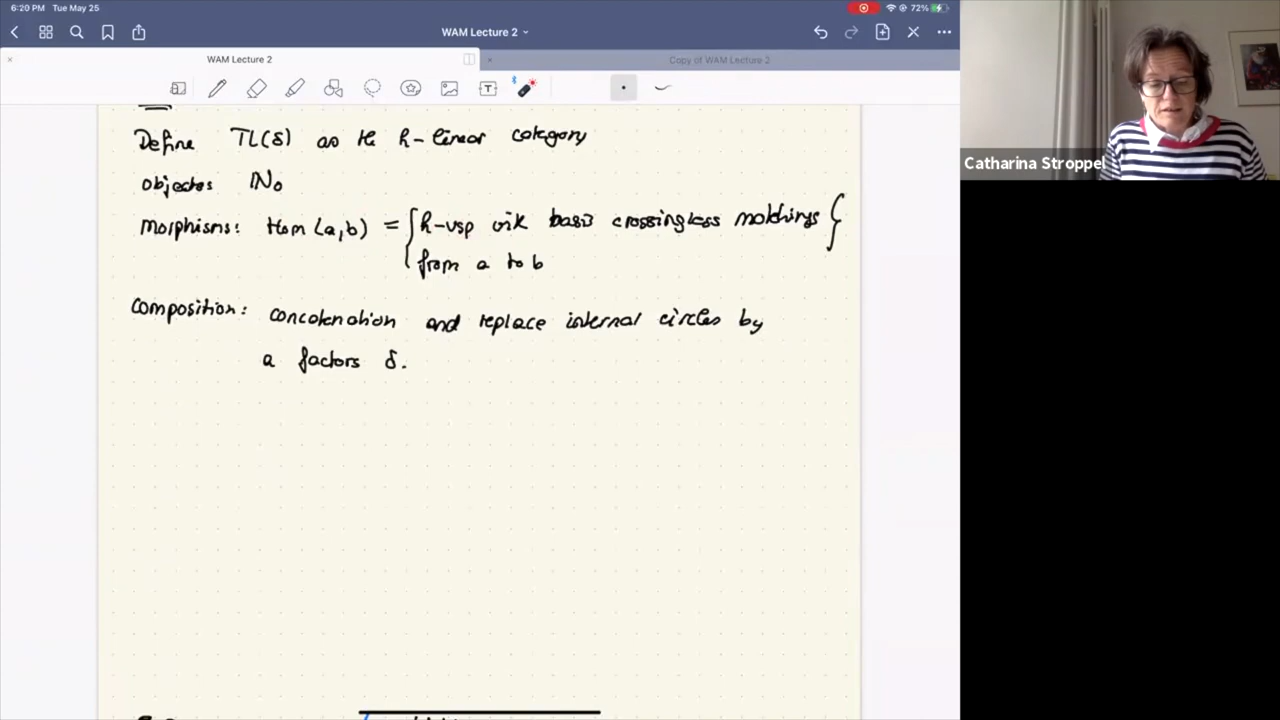 6:20 PM Tue May 25
72%
WAM Lecture 2
WAM Lecture 2
Copy of WAM Lecture 2
Define TL(δ) as the k-linear category
Objectes ℕ₀
Morphisms: Hom (a,b) = { k-vsp with basis crossingless matchings }
from a to b
Composition: concatenation and replace internal circles by
a factors δ.
Catharina Stroppel